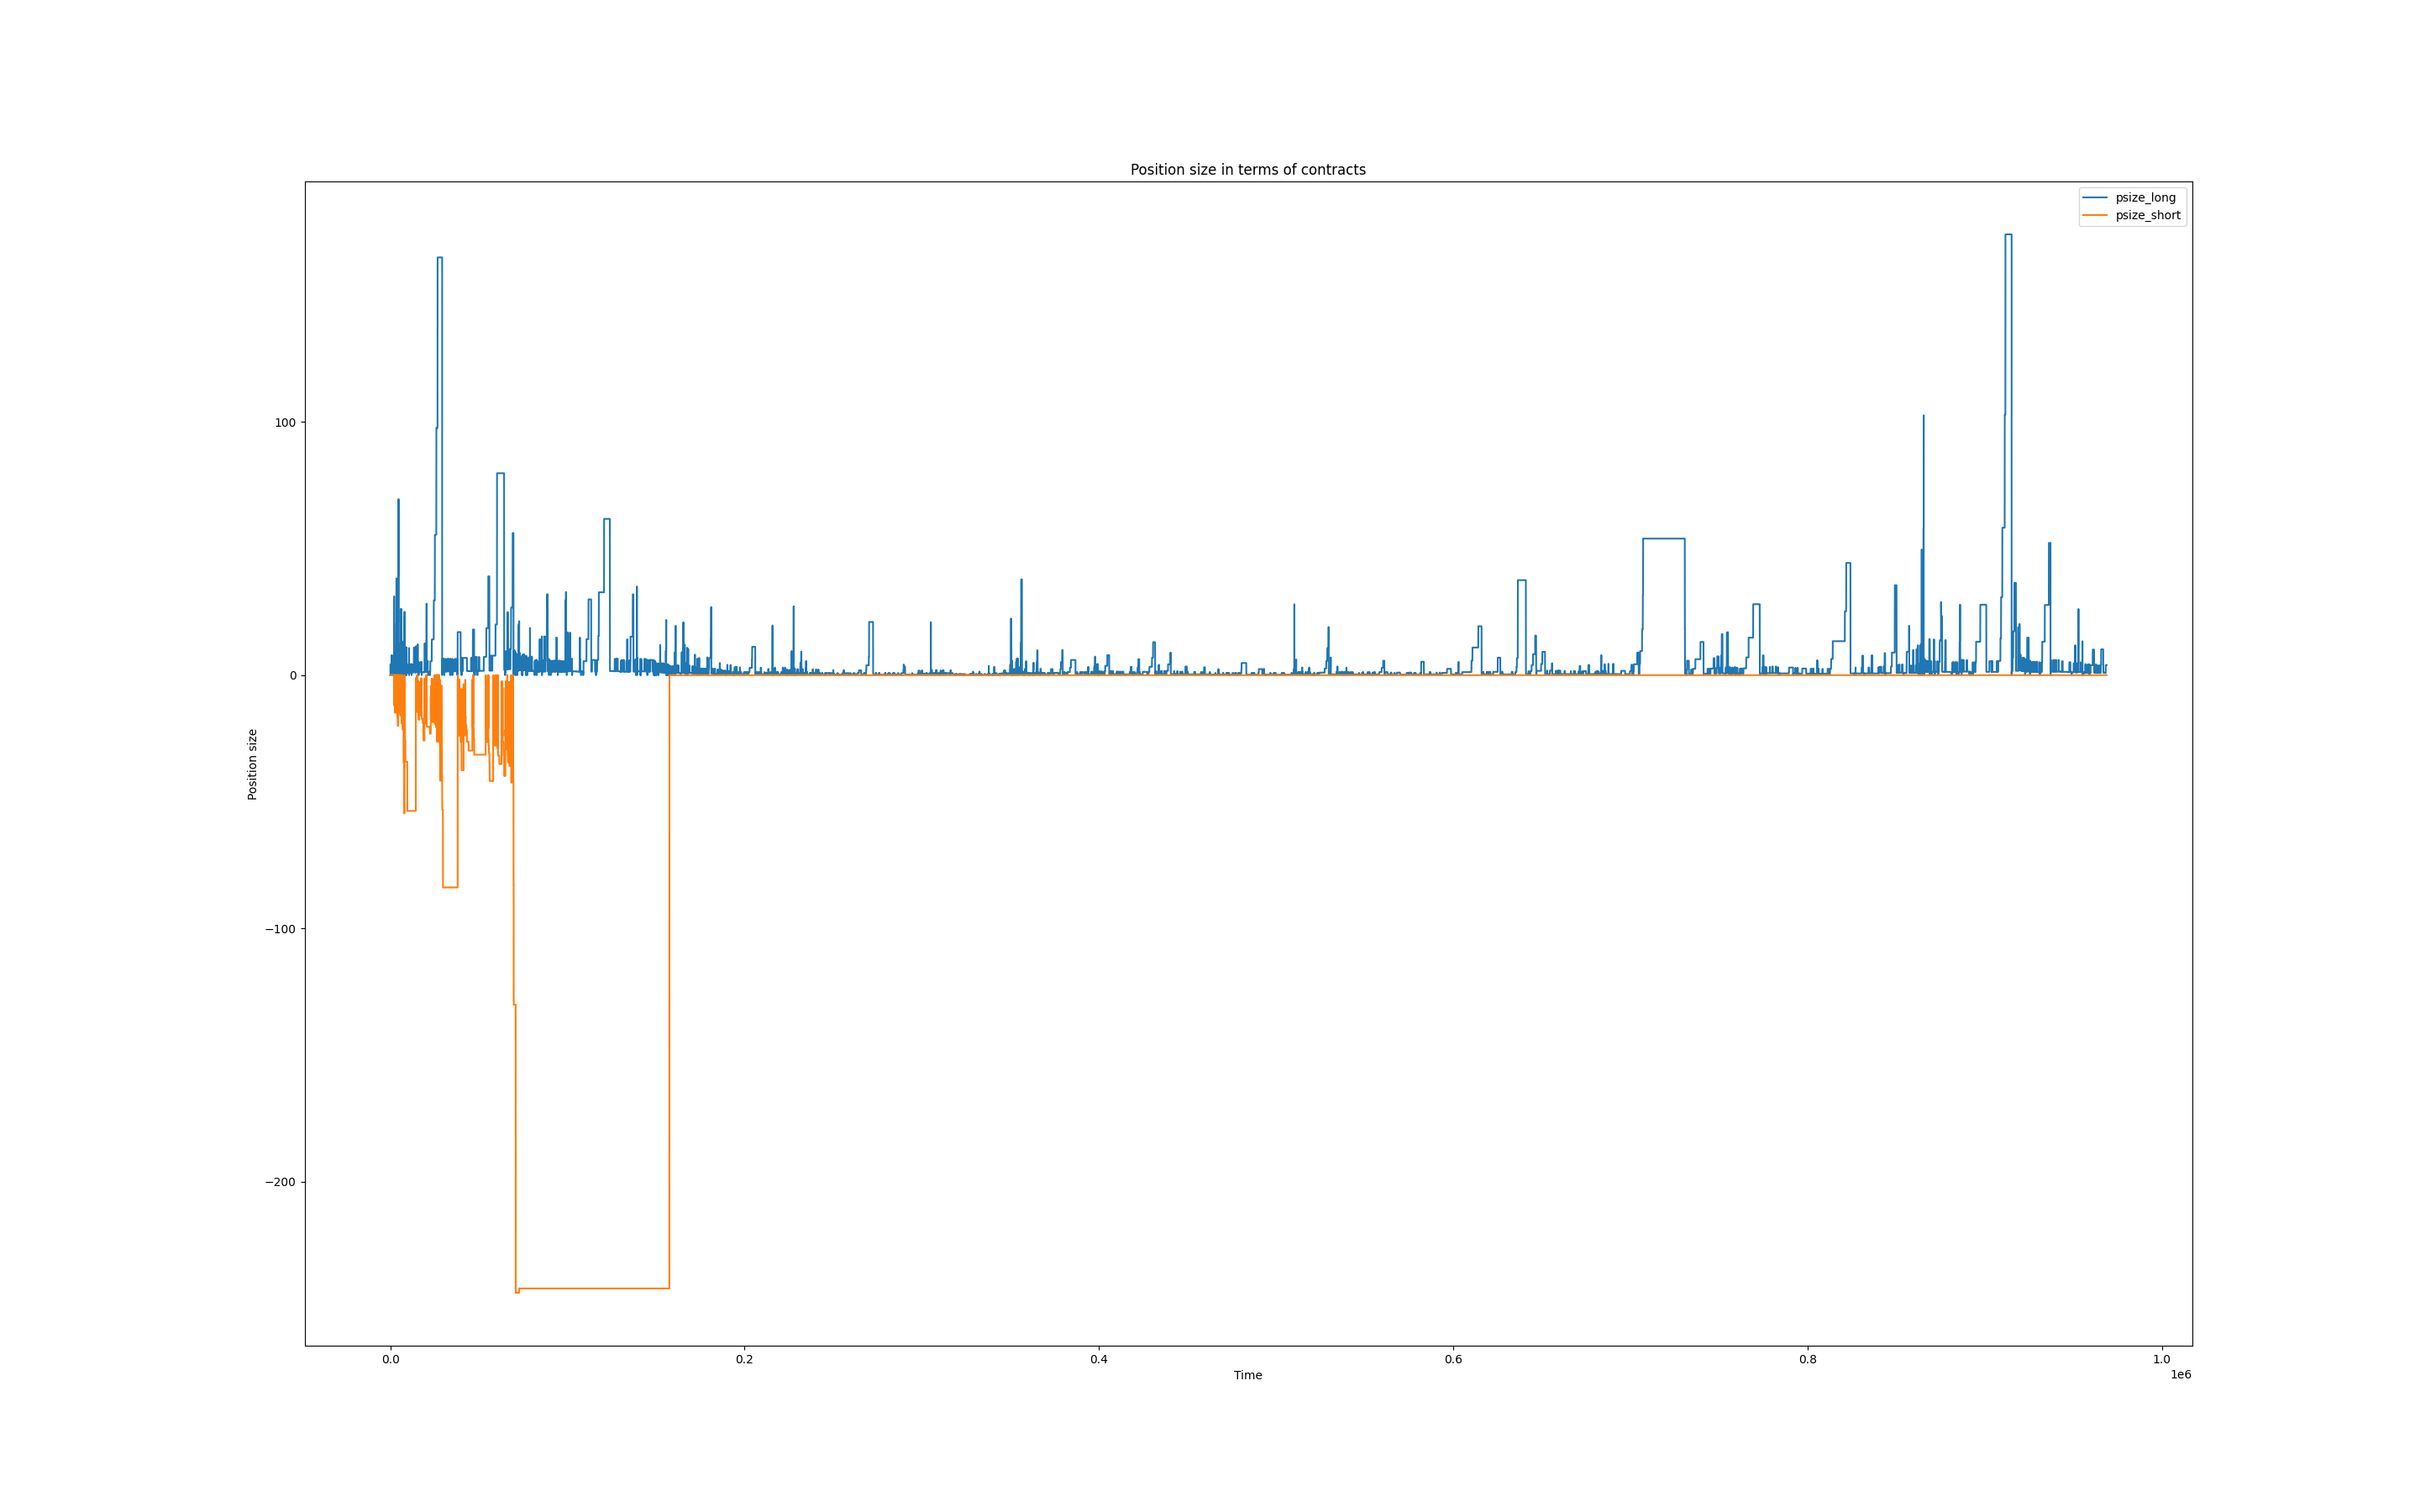 Position size in terms of contracts
psize_long
psize_short
100
0
−100
−200
Position size
0.0
0.2
0.4
0.6
0.8
1.0
1e6
Time